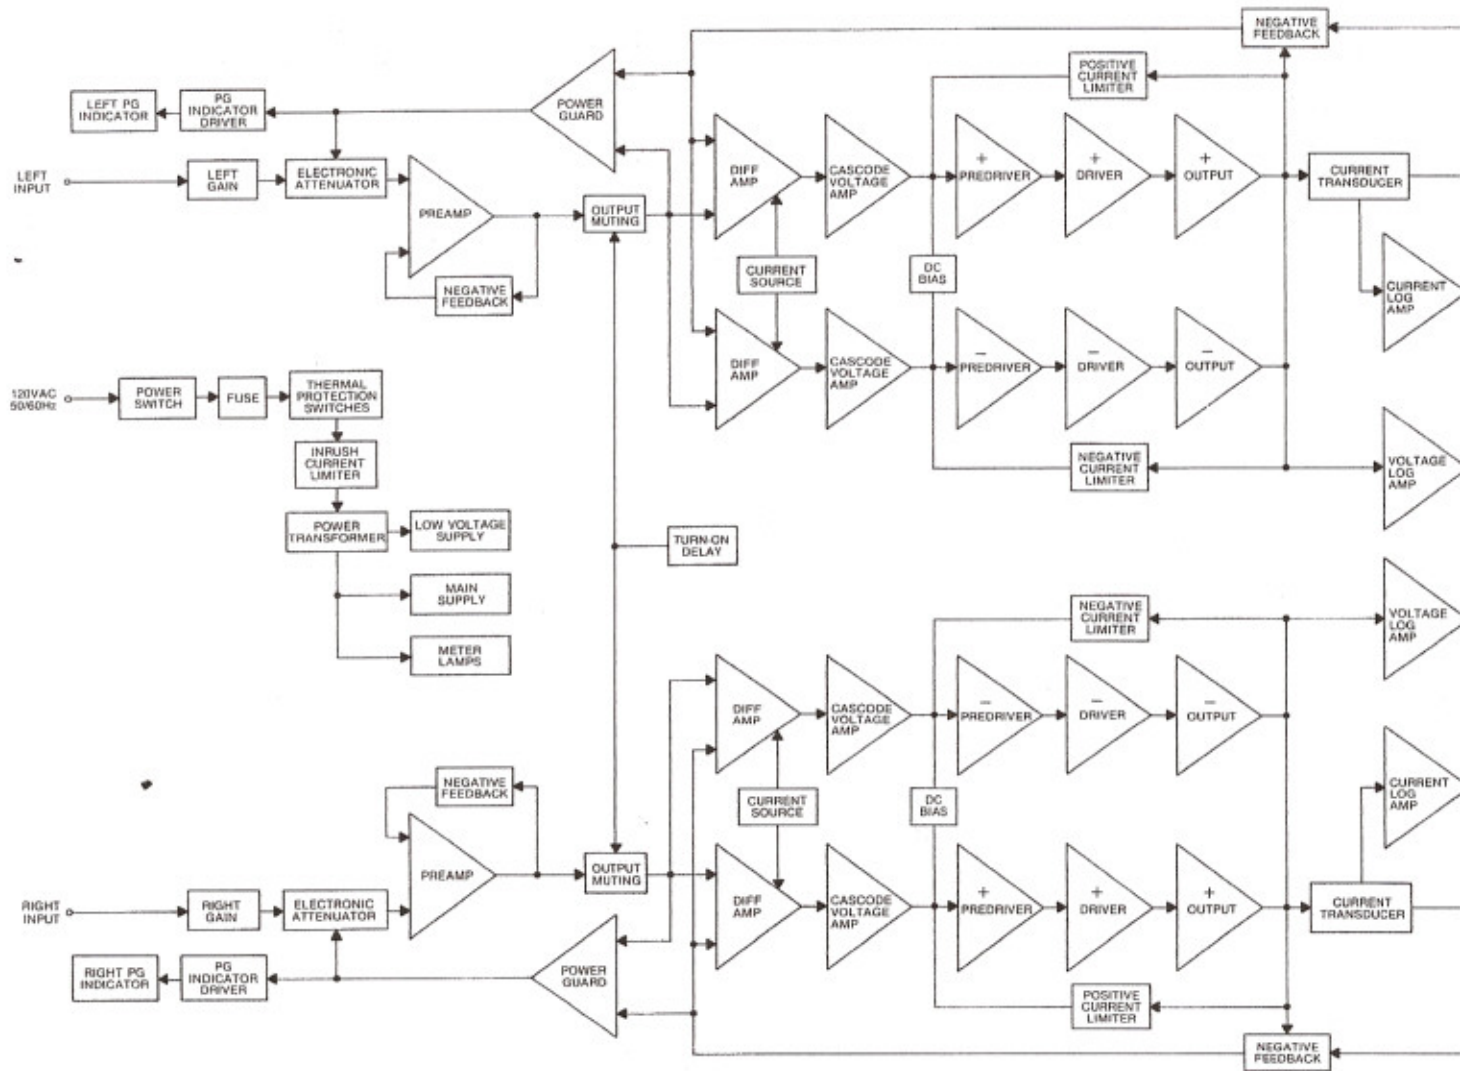 NEGATIVE
FEEDBACK
POSITIVE
CURRENT
LIMITER
LEFT PG
INDICATOR
PG
INDICATOR
DRIVER
POWER
GUARD
LEFT
INPUT
LEFT
GAIN
ELECTRONIC
ATTENUATOR
PREAMP
OUTPUT
MUTING
NEGATIVE
FEEDBACK
DIFF
AMP
CASCODE
VOLTAGE
AMP
+
PREDRIVER
+
DRIVER
+
OUTPUT
CURRENT
TRANSDUCER
CURRENT
SOURCE
DC
BIAS
CURRENT
LOG
AMP
DIFF
AMP
CASCODE
VOLTAGE
AMP
−
PREDRIVER
−
DRIVER
−
OUTPUT
NEGATIVE
CURRENT
LIMITER
VOLTAGE
LOG
AMP
120VAC
50/60Hz
POWER
SWITCH
FUSE
THERMAL
PROTECTION
SWITCHES
INRUSH
CURRENT
LIMITER
POWER
TRANSFORMER
LOW VOLTAGE
SUPPLY
MAIN
SUPPLY
METER
LAMPS
TURN-ON
DELAY
NEGATIVE
CURRENT
LIMITER
VOLTAGE
LOG
AMP
DIFF
AMP
CASCODE
VOLTAGE
AMP
−
PREDRIVER
−
DRIVER
−
OUTPUT
NEGATIVE
FEEDBACK
CURRENT
SOURCE
DC
BIAS
CURRENT
LOG
AMP
PREAMP
OUTPUT
MUTING
DIFF
AMP
CASCODE
VOLTAGE
AMP
+
PREDRIVER
+
DRIVER
+
OUTPUT
CURRENT
TRANSDUCER
RIGHT
INPUT
RIGHT
GAIN
ELECTRONIC
ATTENUATOR
RIGHT PG
INDICATOR
PG
INDICATOR
DRIVER
POWER
GUARD
POSITIVE
CURRENT
LIMITER
NEGATIVE
FEEDBACK